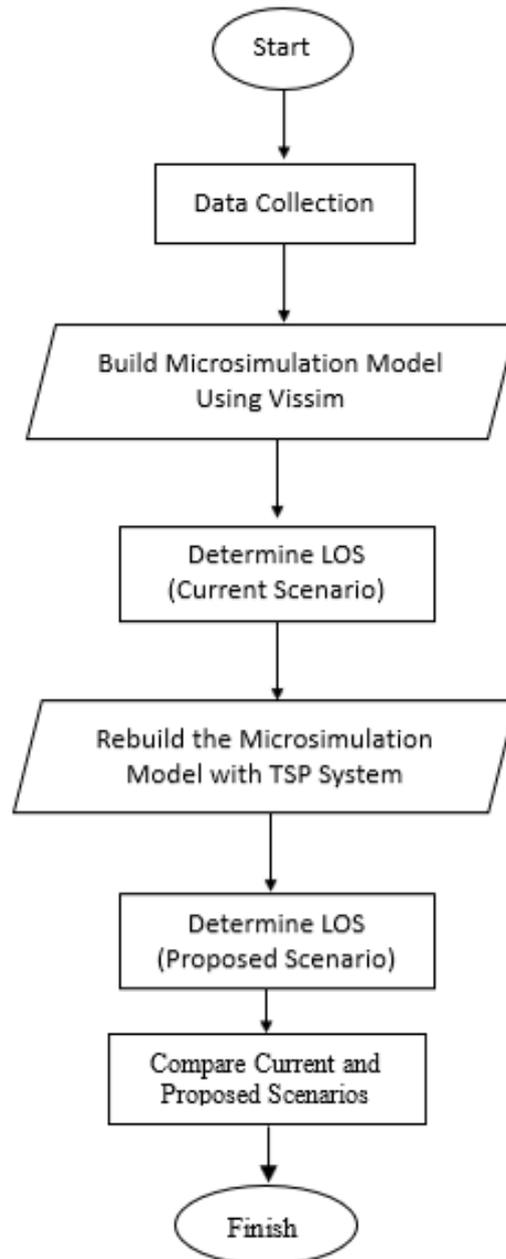 Start
Data Collection
Build Microsimulation Model
Using Vissim
Determine LOS
(Current Scenario)
Rebuild the Microsimulation
Model with TSP System
Determine LOS
(Proposed Scenario)
Compare Current and
Proposed Scenarios
Finish